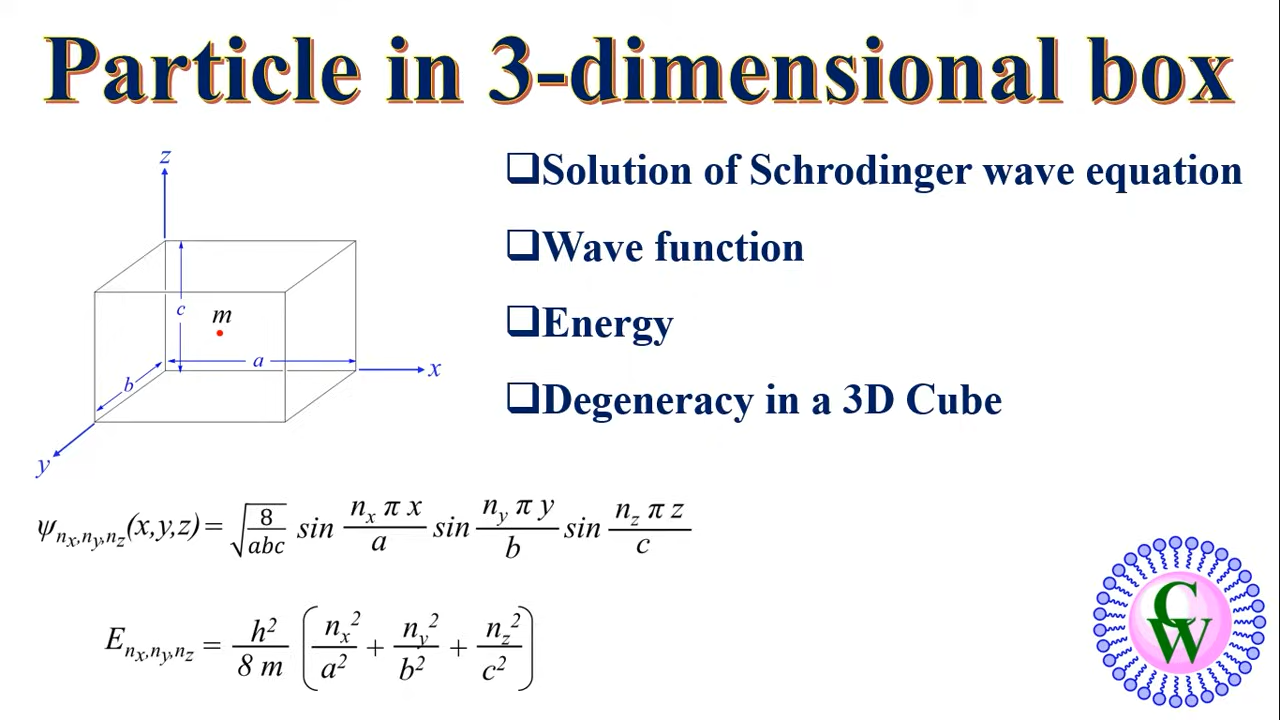 Particle in 3-dimensional box
z
c
m
a
x
b
y
❑Solution of Schrodinger wave equation
❑Wave function
❑Energy
❑Degeneracy in a 3D Cube
ψ_{n_x,n_y,n_z}(x,y,z) = √(8/abc) sin (n_x π x / a) sin (n_y π y / b) sin (n_z π z / c)
E_{n_x,n_y,n_z} = h²/8 m (n_x²/a² + n_y²/b² + n_z²/c²)
CW